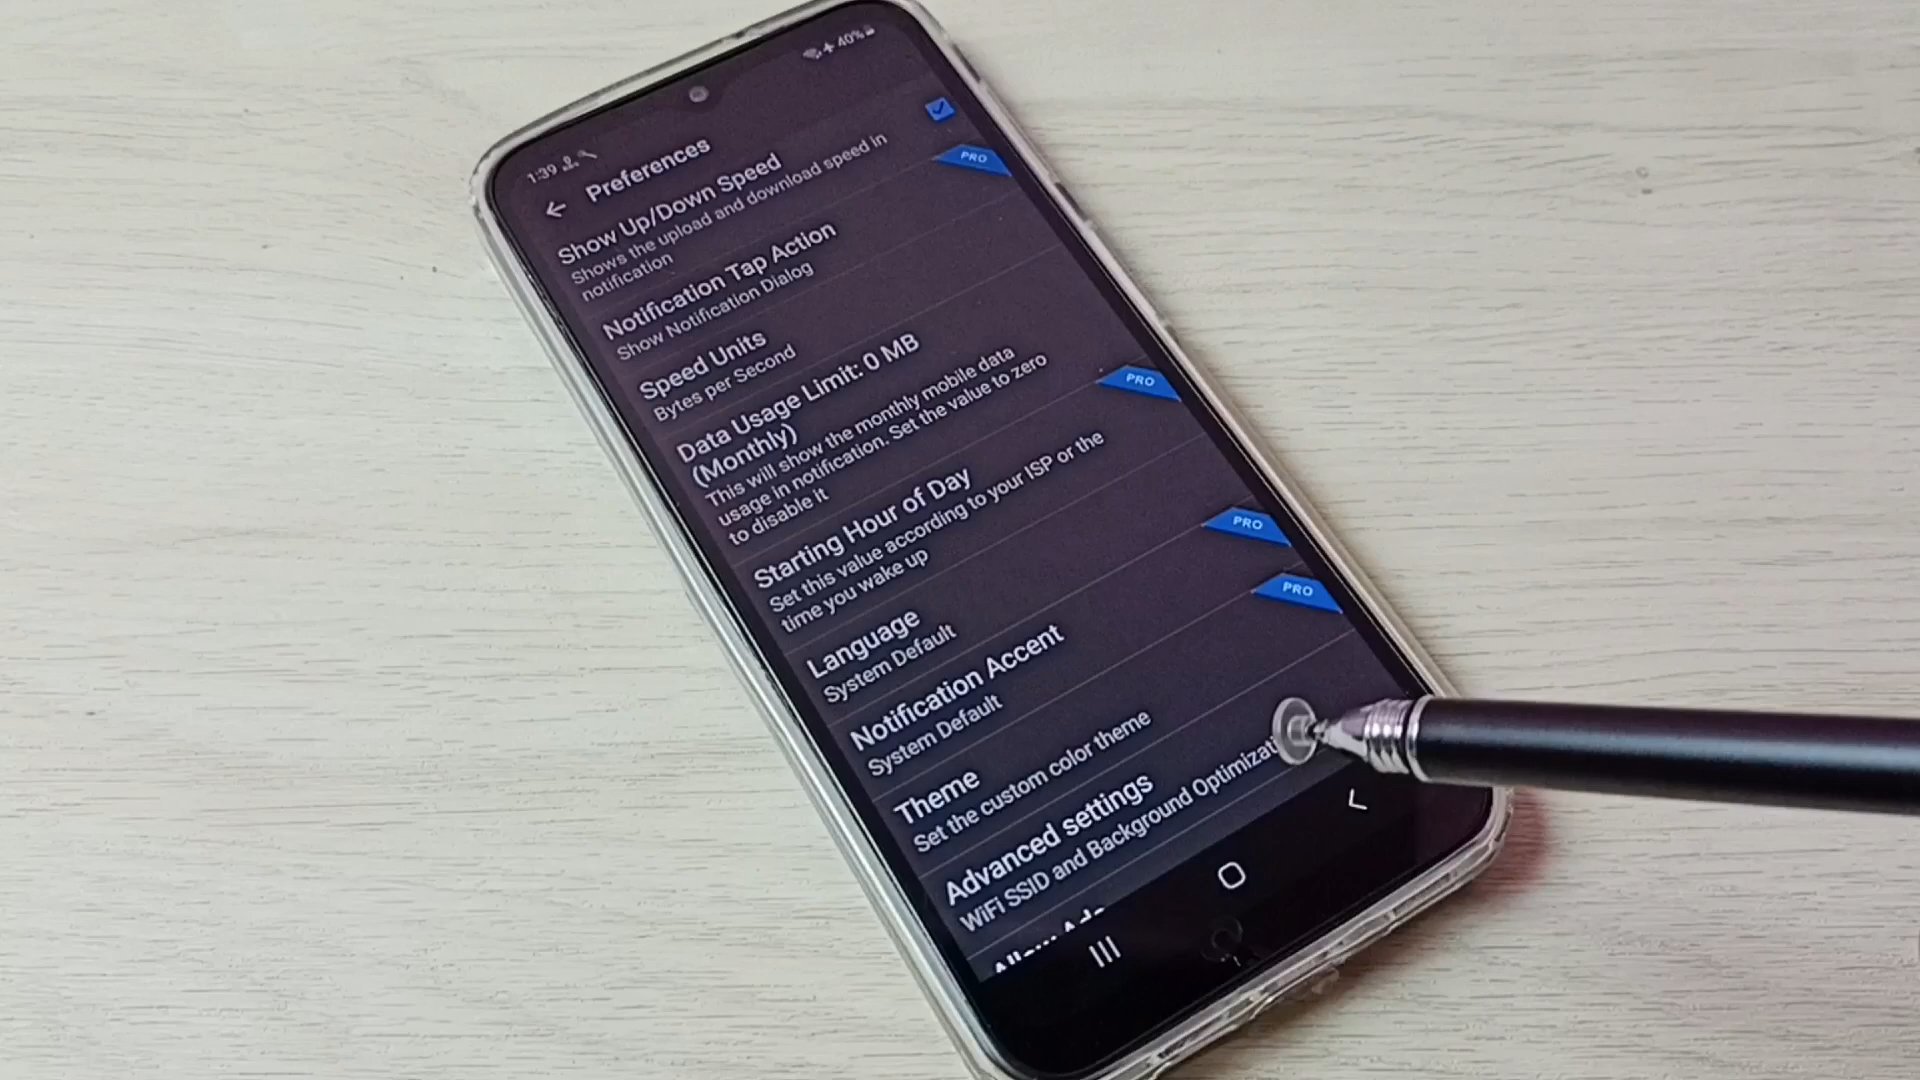 1:39
40%
Preferences
Show Up/Down Speed
Shows the upload and download speed in
notification
PRO
Notification Tap Action
Show Notification Dialog
Speed Units
Bytes per Second
Data Usage Limit: 0 MB
(Monthly)
This will show the monthly mobile data
usage in notification. Set the value to zero
to disable it
PRO
Starting Hour of Day
Set this value according to your ISP or the
time you wake up
Language
System Default
PRO
Notification Accent
System Default
PRO
Theme
Set the custom color theme
Advanced settings
WiFi SSID and Background Optimizat